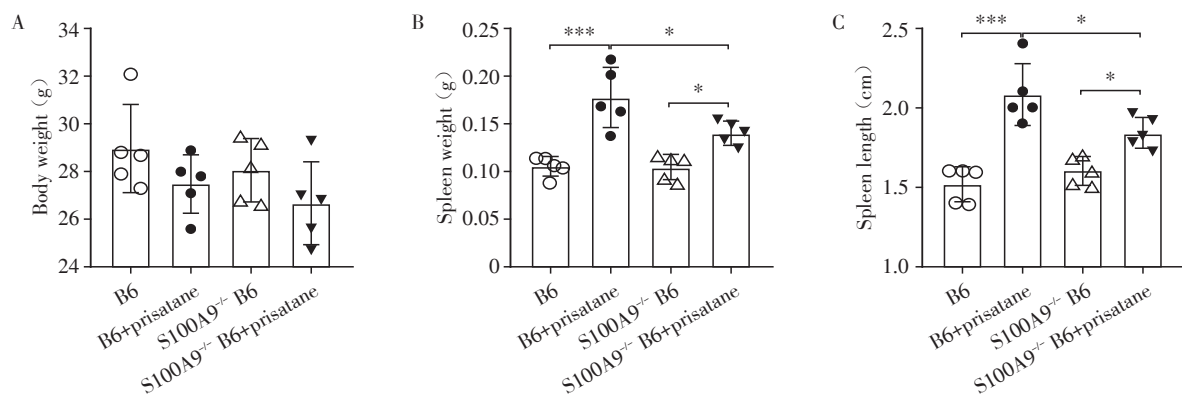 A
Body weight（g）
34
32
30
28
26
24
B6
B6+prisatane
S100A9⁻/⁻ B6
S100A9⁻/⁻ B6+prisatane
B
Spleen weight（g）
0.25
0.20
0.15
0.10
0.05
0
***
*
*
B6
B6+prisatane
S100A9⁻/⁻ B6
S100A9⁻/⁻ B6+prisatane
C
Spleen length（cm）
2.5
2.0
1.5
1.0
***
*
*
B6
B6+prisatane
S100A9⁻/⁻ B6
S100A9⁻/⁻ B6+prisatane